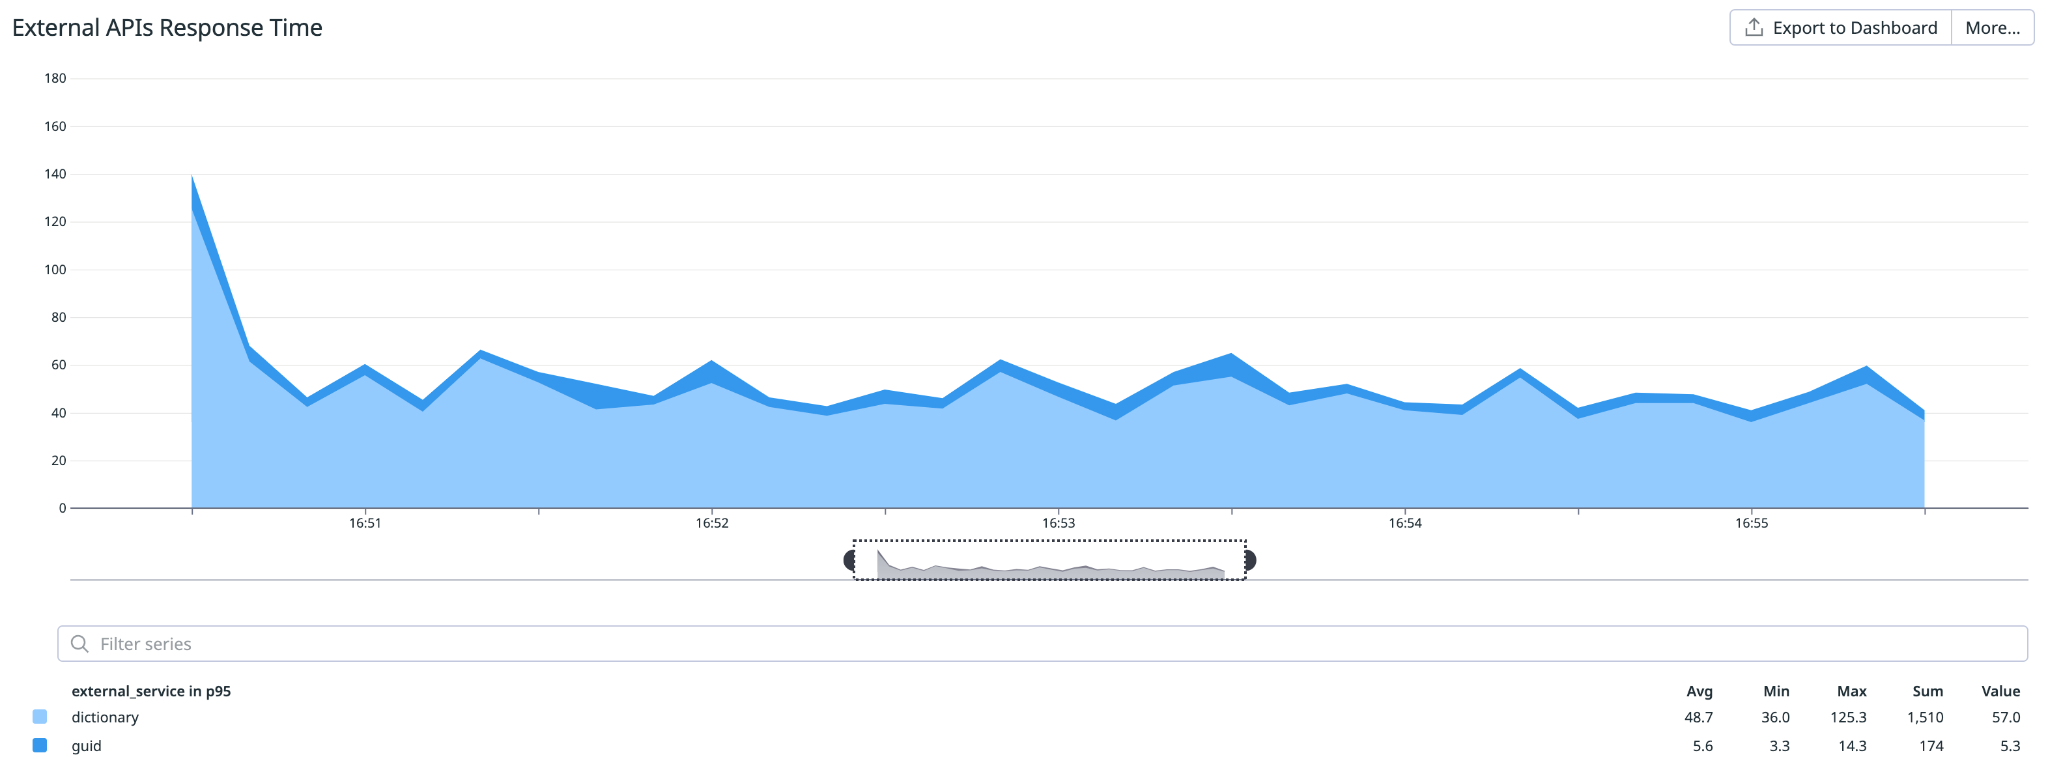 External APIs Response Time
Export to Dashboard More...
180
160
140
120
100
80
60
40
20
0
16:51 16:52 16:53 16:54 16:55
Filter series
external_service in p95 Avg Min Max Sum Value
dictionary 48.7 36.0 125.3 1,510 57.0
guid 5.6 3.3 14.3 174 5.3